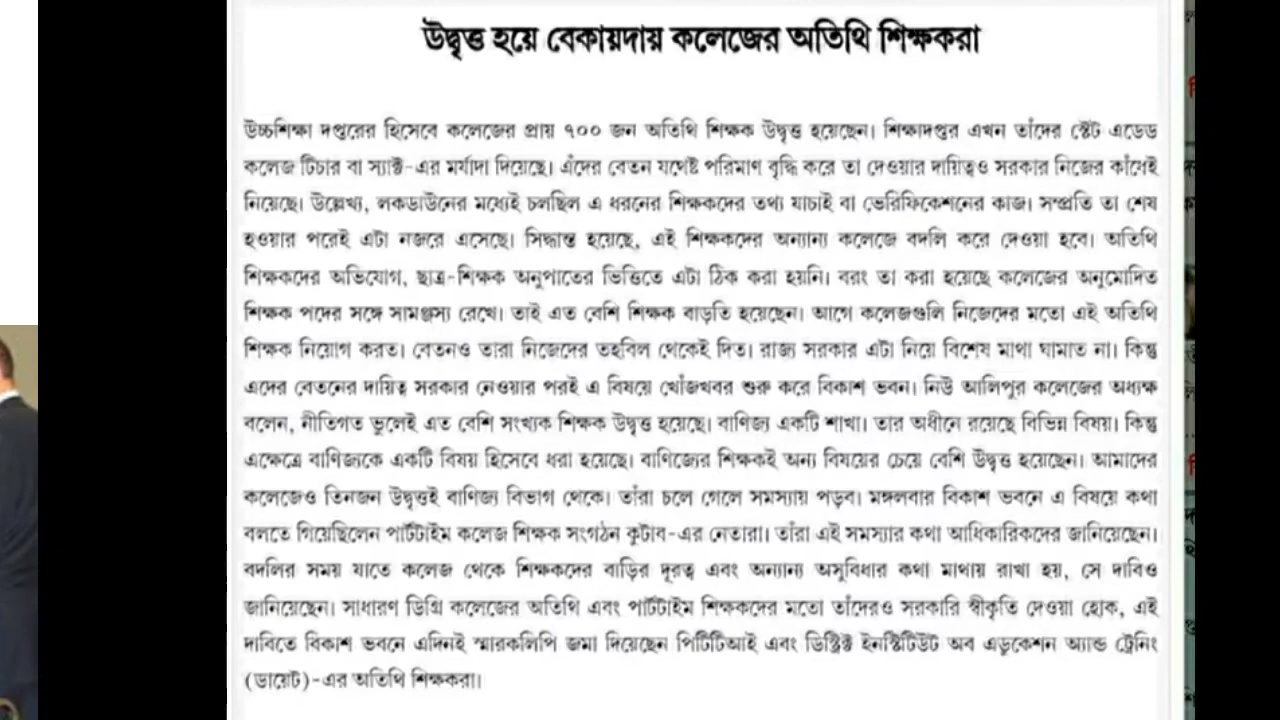 উদ্বৃত্ত হয়ে বেকায়দায় কলেজের অতিথি শিক্ষকরা
উচ্চশিক্ষা দপ্তরের হিসেবে কলেজের প্রায় ৭০০ জন অতিথি শিক্ষক উদ্বৃত্ত হয়েছেন। শিক্ষাদপ্তর এখন তাঁদের স্টেট এডেড
কলেজ টিচার বা স্যাক্ট-এর মর্যাদা দিয়েছে। এঁদের বেতন যথেষ্ট পরিমাণ বৃদ্ধি করে তা দেওয়ার দায়িত্বও সরকার নিজের কাঁধেই
নিয়েছে। উল্লেখ্য, লকডাউনের মধ্যেই চলছিল এ ধরনের শিক্ষকদের তথ্য যাচাই বা ভেরিফিকেশনের কাজ। সম্প্রতি তা শেষ
হওয়ার পরেই এটা নজরে এসেছে। সিদ্ধান্ত হয়েছে, এই শিক্ষকদের অন্যান্য কলেজে বদলি করে দেওয়া হবে। অতিথি
শিক্ষকদের অভিযোগ, ছাত্র-শিক্ষক অনুপাতের ভিত্তিতে এটা ঠিক করা হয়নি। বরং তা করা হয়েছে কলেজের অনুমোদিত
শিক্ষক পদের সঙ্গে সামঞ্জস্য রেখে। তাই এত বেশি শিক্ষক বাড়তি হয়েছেন। আগে কলেজগুলি নিজেদের মতো এই অতিথি
শিক্ষক নিয়োগ করত। বেতনও তারা নিজেদের তহবিল থেকেই দিত। রাজ্য সরকার এটা নিয়ে বিশেষ মাথা ঘামাত না। কিন্তু
এদের বেতনের দায়িত্ব সরকার নেওয়ার পরই এ বিষয়ে খোঁজখবর শুরু করে বিকাশ ভবন। নিউ আলিপুর কলেজের অধ্যক্ষ
বলেন, নীতিগত ভুলেই এত বেশি সংখ্যক শিক্ষক উদ্বৃত্ত হয়েছে। বাণিজ্য একটি শাখা। তার অধীনে রয়েছে বিভিন্ন বিষয়। কিন্তু
এক্ষেত্রে বাণিজ্যকে একটি বিষয় হিসেবে ধরা হয়েছে। বাণিজ্যের শিক্ষকই অন্য বিষয়ের চেয়ে বেশি উদ্বৃত্ত হয়েছেন। আমাদের
কলেজেও তিনজন উদ্বৃত্তই বাণিজ্য বিভাগ থেকে। তাঁরা চলে গেলে সমস্যায় পড়ব। মঙ্গলবার বিকাশ ভবনে এ বিষয়ে কথা
বলতে গিয়েছিলেন পার্টটাইম কলেজ শিক্ষক সংগঠন কুটাব-এর নেতারা। তাঁরা এই সমস্যার কথা আধিকারিকদের জানিয়েছেন।
বদলির সময় যাতে কলেজ থেকে শিক্ষকদের বাড়ির দূরত্ব এবং অন্যান্য অসুবিধার কথা মাথায় রাখা হয়, সে দাবিও
জানিয়েছেন। সাধারণ ডিগ্রি কলেজের অতিথি এবং পার্টটাইম শিক্ষকদের মতো তাঁদেরও সরকারি স্বীকৃতি দেওয়া হোক, এই
দাবিতে বিকাশ ভবনে এদিনই স্মারকলিপি জমা দিয়েছেন পিটিটিআই এবং ডিস্ট্রিক্ট ইনস্টিটিউট অব এডুকেশন অ্যান্ড ট্রেনিং
(ডায়েট)-এর অতিথি শিক্ষকরা।